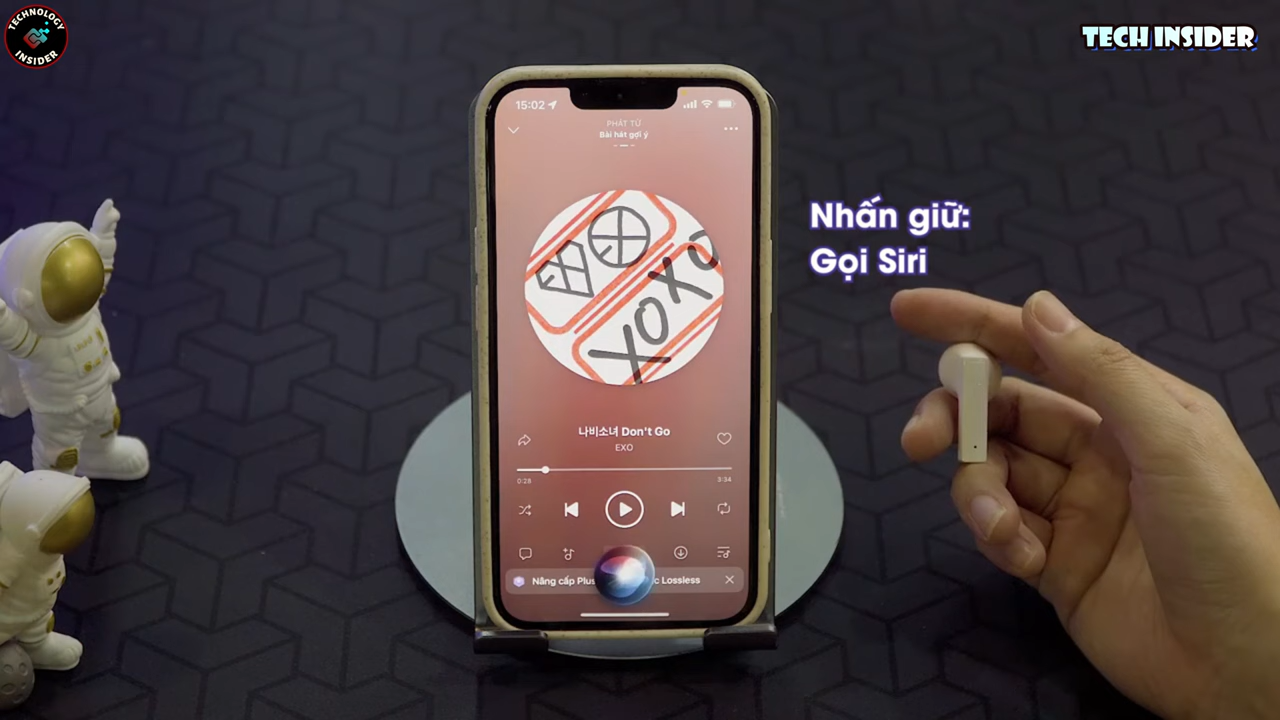 TECHNOLOGY
INSIDER
TECH INSIDER
15:02
PHÁT TỪ
Bài hát gợi ý
EXO
XOXO
Nhấn giữ:
Gọi Siri
나비소녀 Don't Go
EXO
0:28
3:34
Nâng cấp Plus
c Lossless